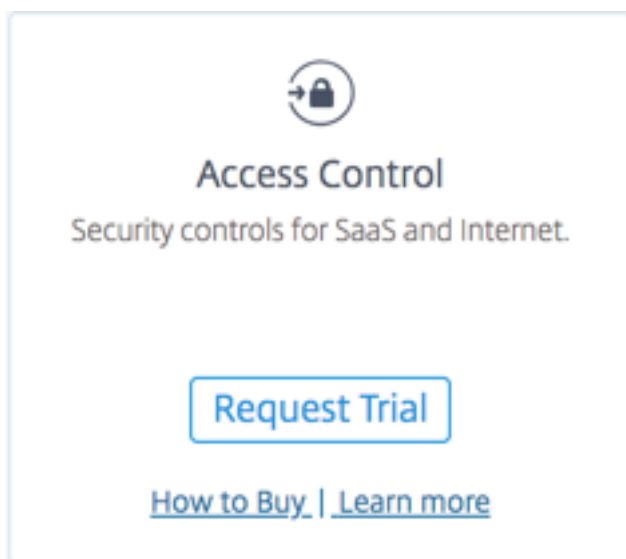 Access Control
Security controls for SaaS and Internet.
Request Trial
How to Buy | Learn more